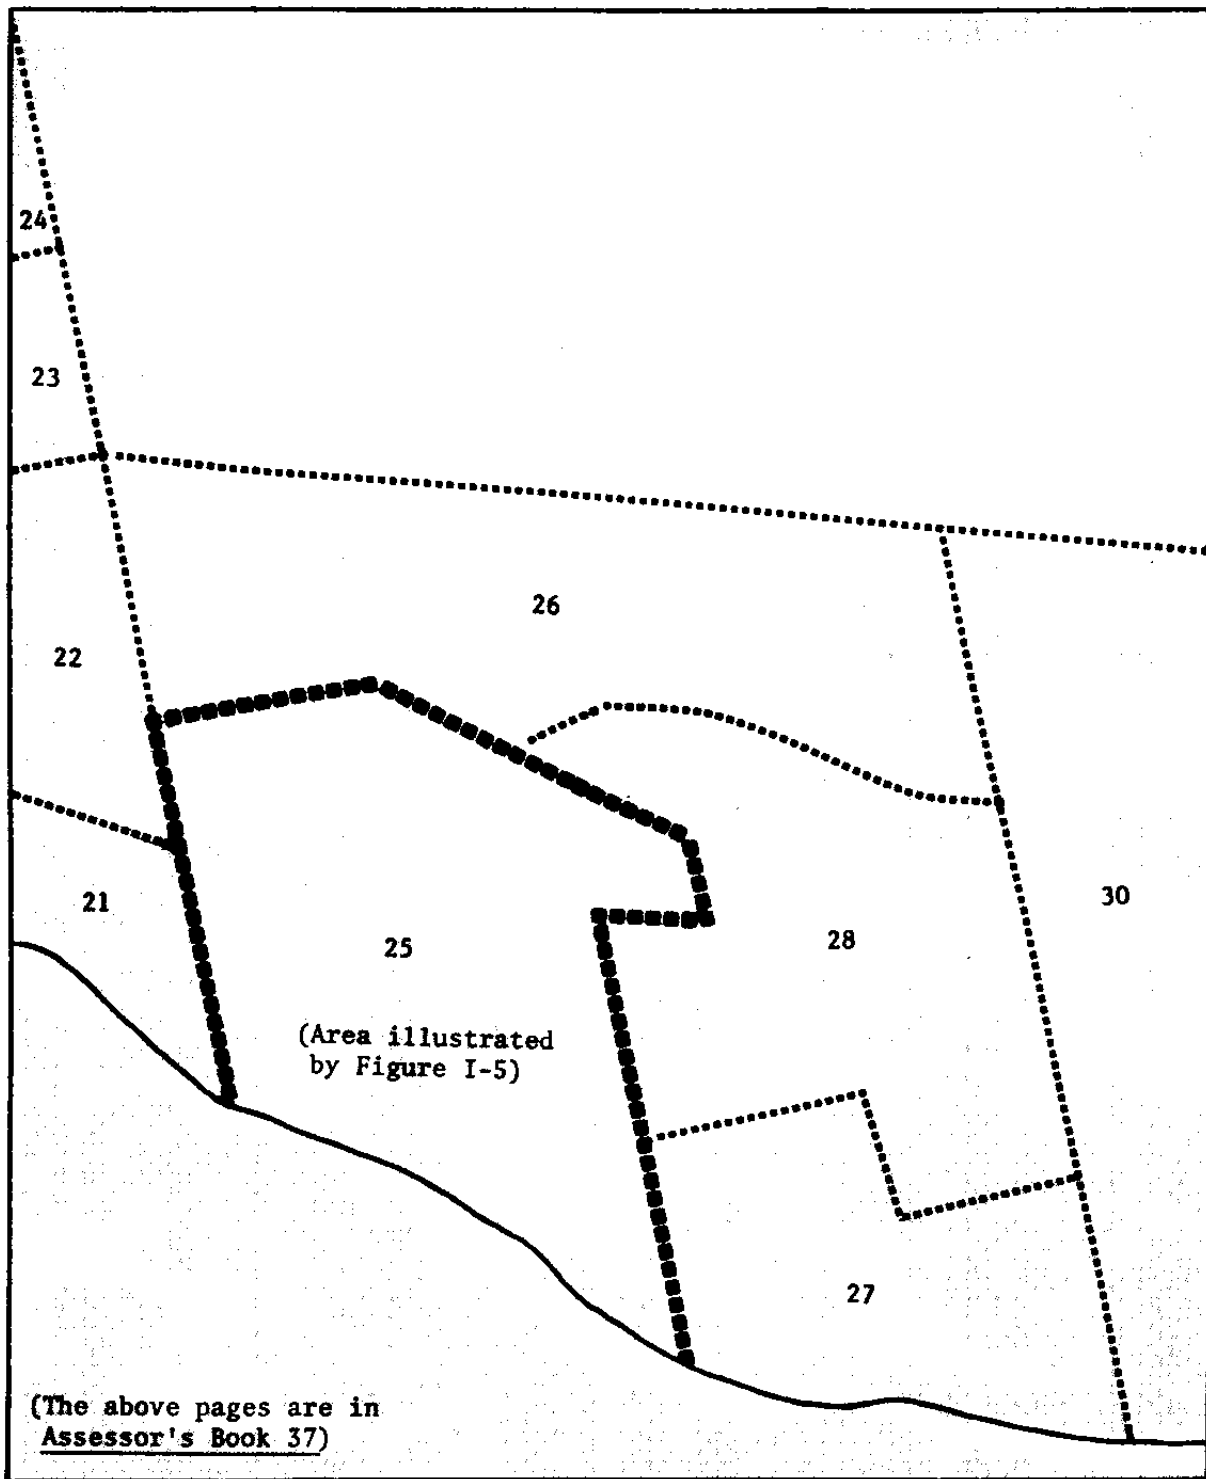 24
23
26
22
30
21
28
25
(Area illustrated
by Figure I-5)
27
(The above pages are in
Assessor's Book 37)